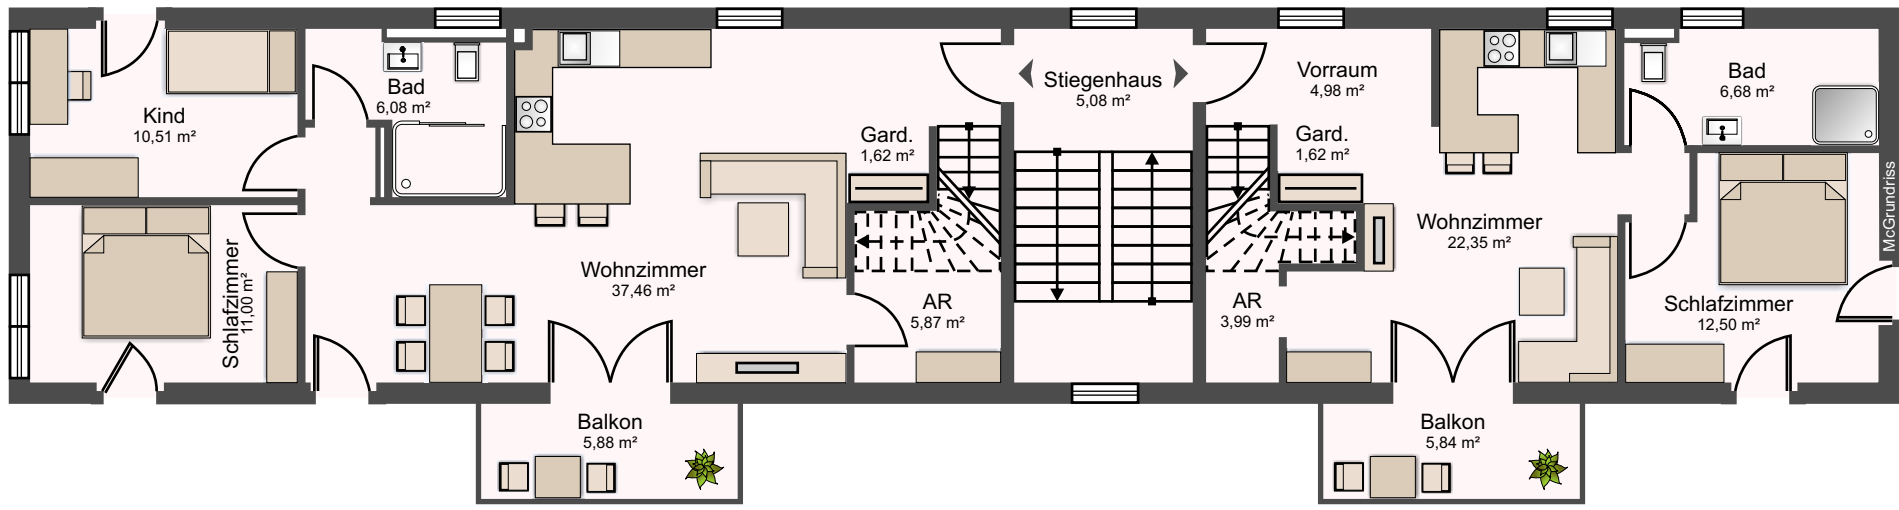 Kind
10,51 m²
Bad
6,08 m²
Schlafzimmer
11,00 m²
Wohnzimmer
37,46 m²
Gard.
1,62 m²
AR
5,87 m²
Balkon
5,88 m²
Stiegenhaus
5,08 m²
Vorraum
4,98 m²
Gard.
1,62 m²
AR
3,99 m²
Wohnzimmer
22,35 m²
Bad
6,68 m²
Schlafzimmer
12,50 m²
Balkon
5,84 m²
McGrundriss